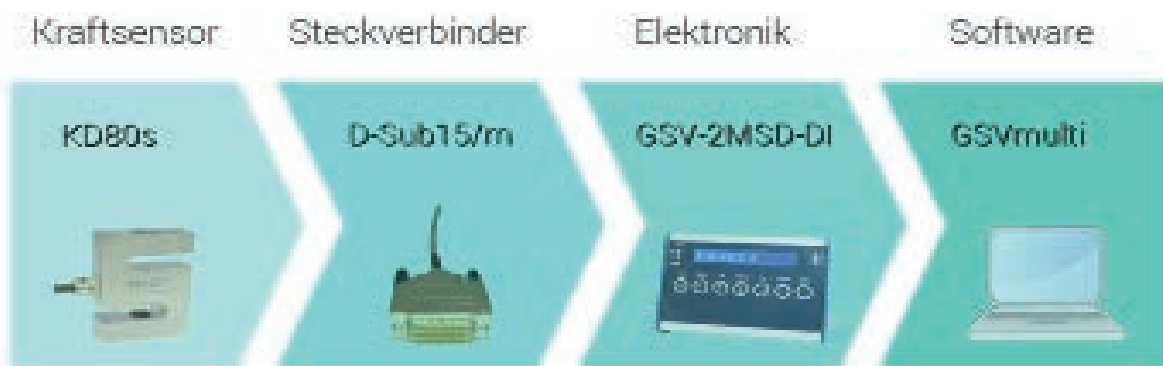 Kraftsensor
Steckverbinder
Elektronik
Software
KD80s
D-Sub15/m
GSV-2MSD-DI
GSVmulti